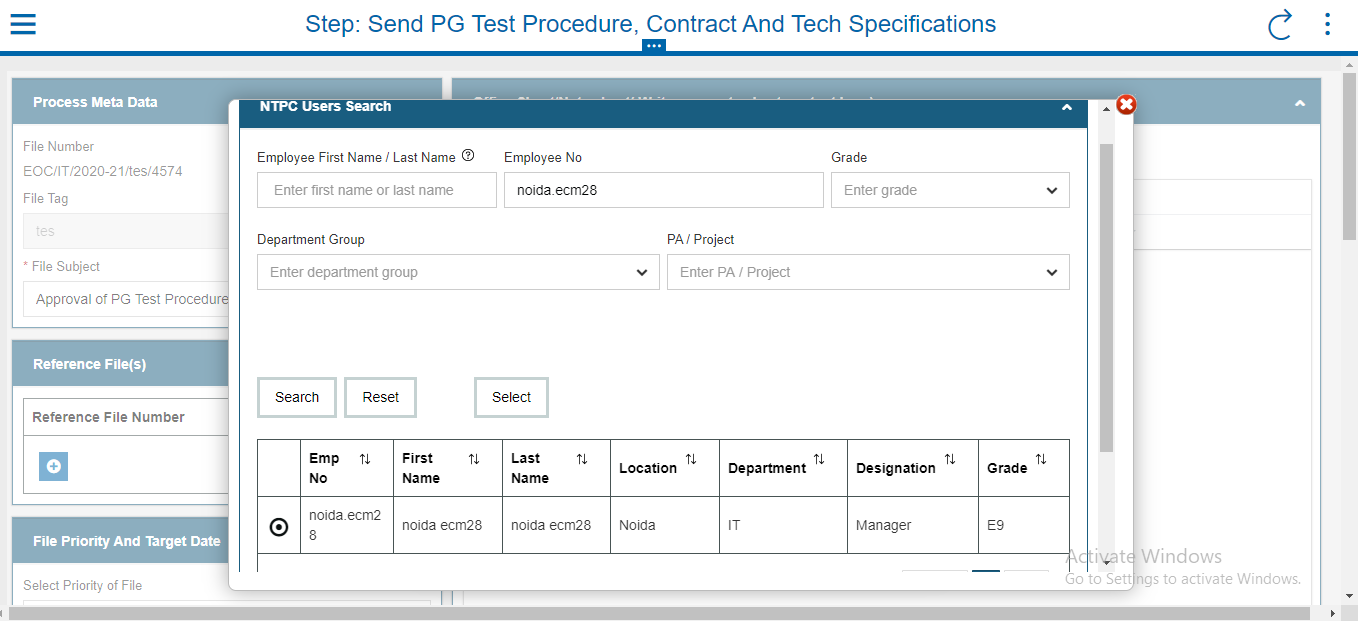 Step: Send PG Test Procedure, Contract And Tech Specifications
Process Meta Data
File Number
EOC/IT/2020-21/tes/4574
File Tag
tes
* File Subject
Approval of PG Test Procedure
Reference File(s)
Reference File Number
File Priority And Target Date
Select Priority of File
NTPC Users Search
Employee First Name / Last Name
Employee No
Grade
Enter first name or last name
noida.ecm28
Enter grade
Department Group
PA / Project
Enter department group
Enter PA / Project
Search
Reset
Select
Emp No
First Name
Last Name
Location
Department
Designation
Grade
noida.ecm2
8
noida ecm28
noida ecm28
Noida
IT
Manager
E9
Activate Windows
Go to Settings to activate Windows.